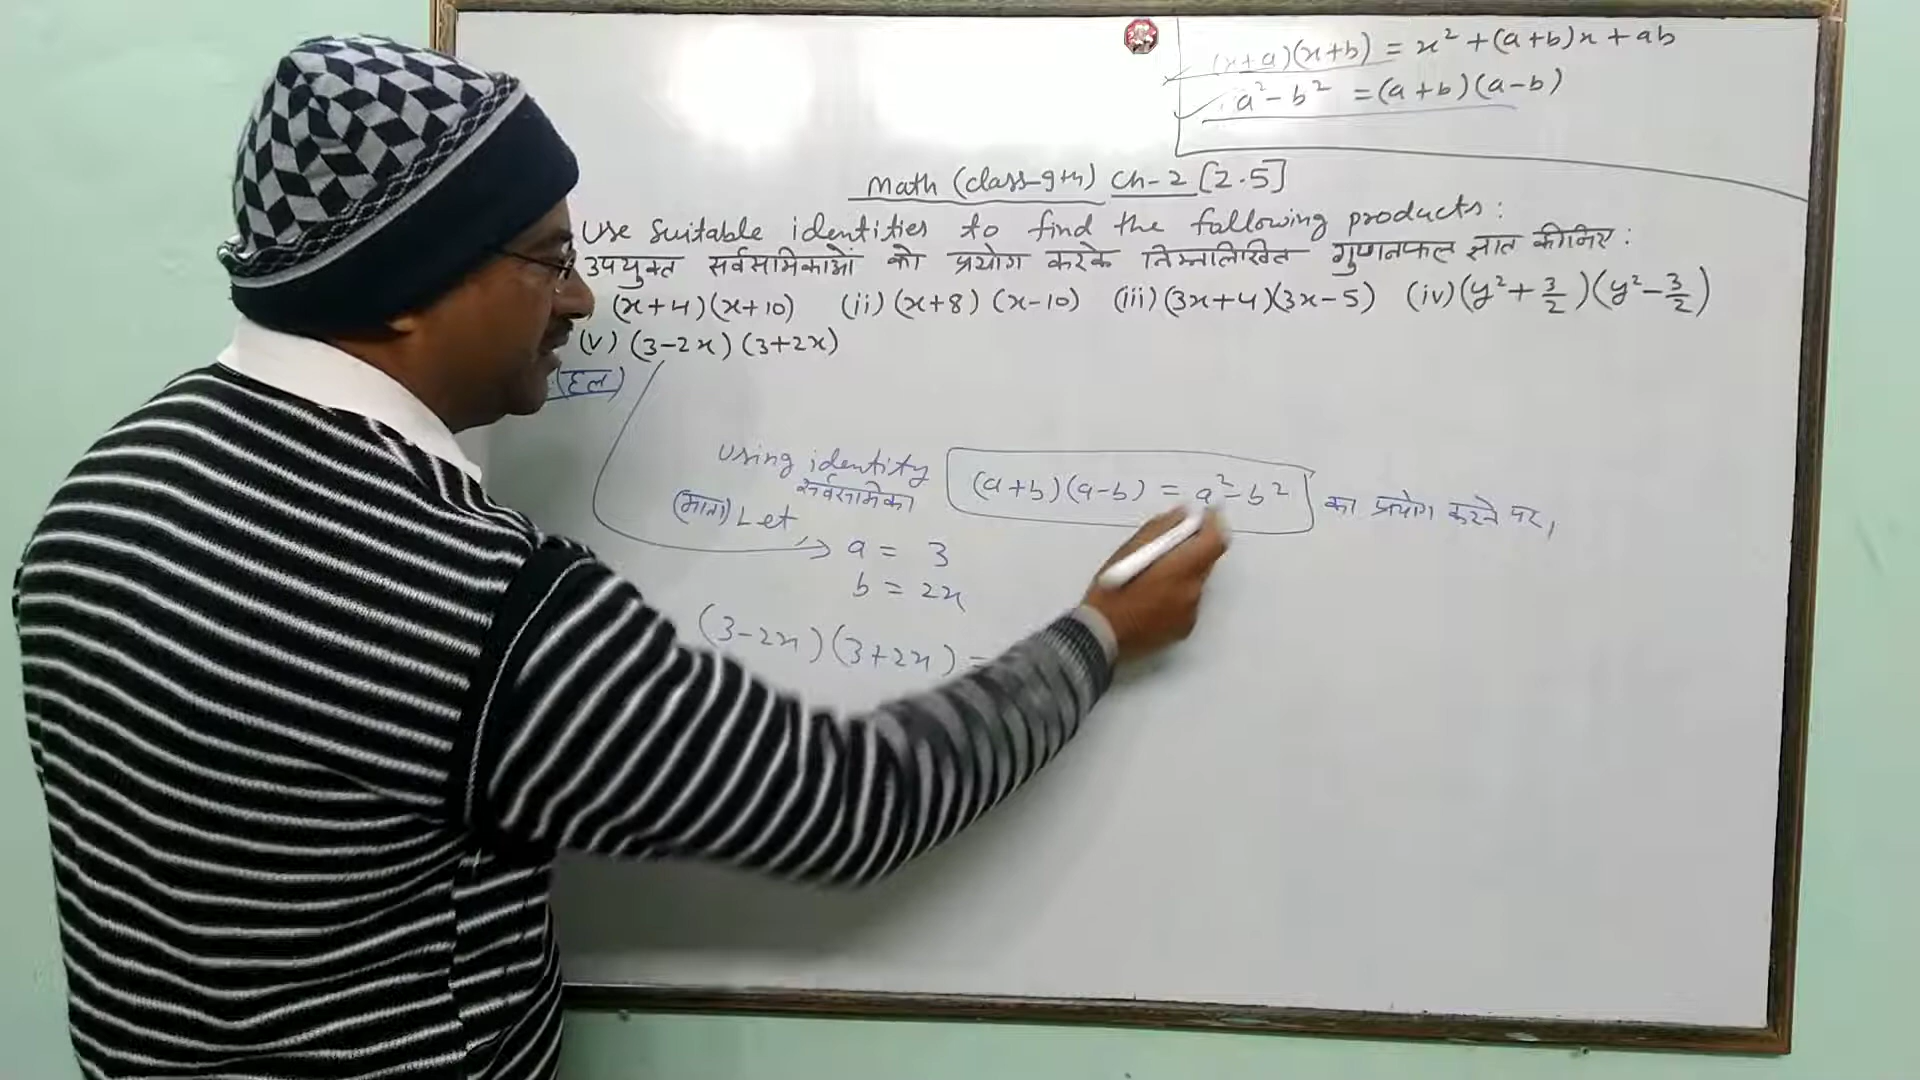 (x+a)(x+b) = x² + (a+b)x + ab
a² - b² = (a+b)(a-b)
Math (class-9th) Ch-2 [2.5]
Use Suitable identities to find the following products:
उपयुक्त सर्वसमिकाओं को प्रयोग करके निम्नलिखित गुणनफल ज्ञात कीजिए:
(x+4)(x+10) (ii) (x+8) (x-10) (iii) (3x+4)(3x-5) (iv) (y²+3/2)(y²-3/2)
(v) (3-2x) (3+2x)
(हल)
Using identity (a+b)(a-b) = a²-b² का प्रयोग करने पर,
सर्वसमिका
(माना) Let
a = 3
b = 2x
(3-2x)(3+2x) =